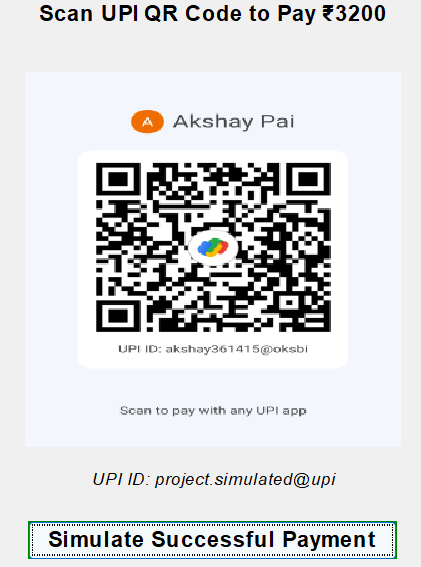 Scan UPI QR Code to Pay ₹3200
A Akshay Pai
UPI ID: akshay361415@oksbi
Scan to pay with any UPI app
UPI ID: project.simulated@upi
Simulate Successful Payment